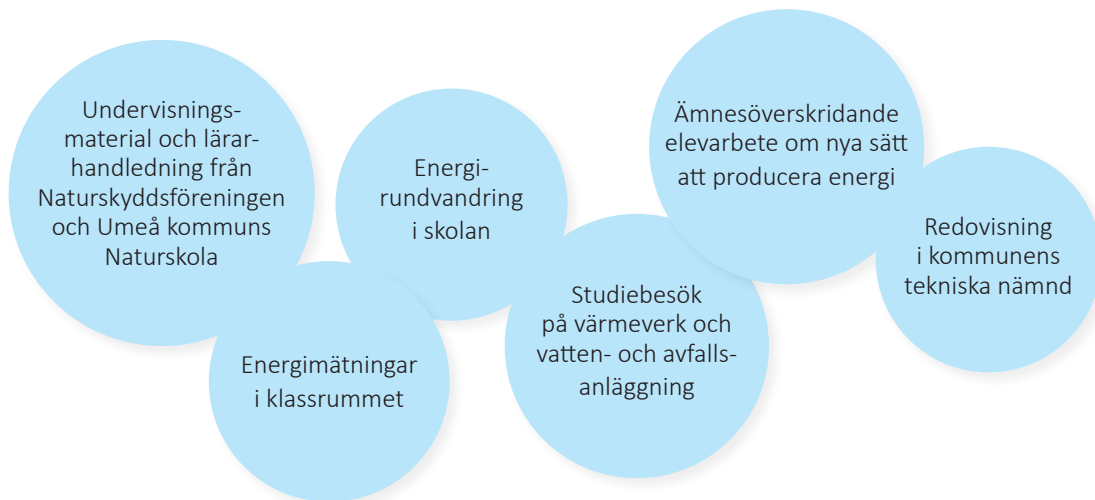 Undervisnings-
material och lärar-
handledning från
Naturskyddsföreningen
och Umeå kommuns
Naturskola
Energimätningar
i klassrummet
Energi-
rundvandring
i skolan
Studiebesök
på värmeverk och
vatten- och avfalls-
anläggning
Ämnesöverskridande
elevarbete om nya sätt
att producera energi
Redovisning
i kommunens
tekniska nämnd